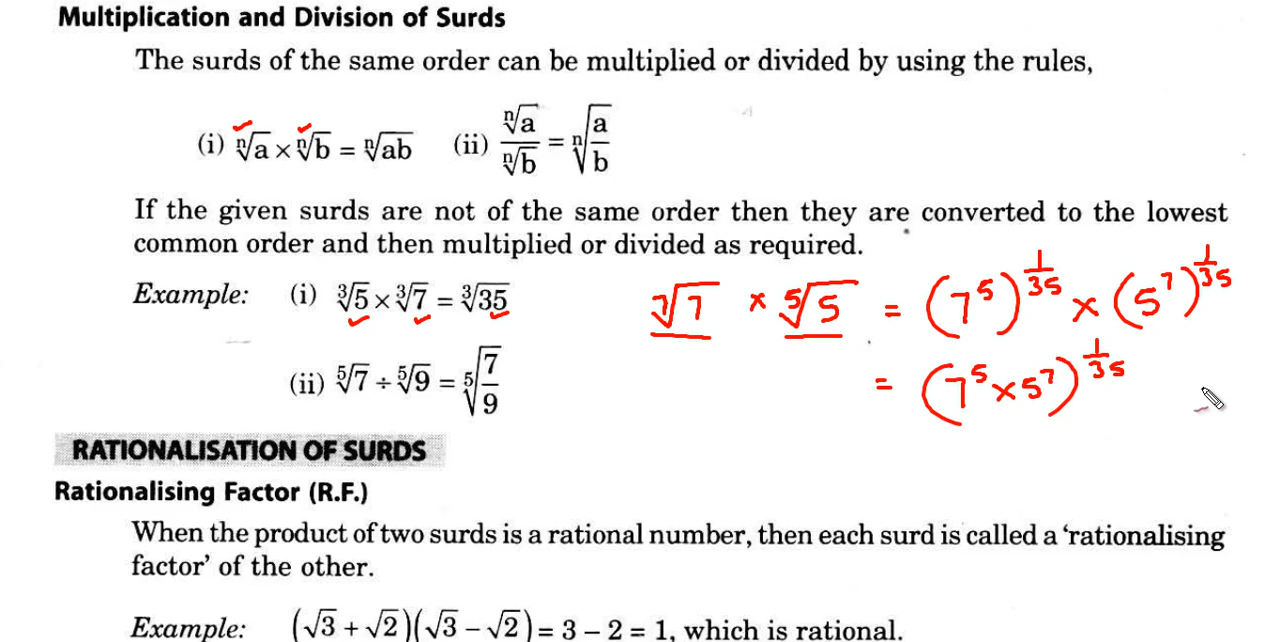 Multiplication and Division of Surds
The surds of the same order can be multiplied or divided by using the rules,
(i) ⁿ√a × ⁿ√b = ⁿ√ab (ii) ⁿ√a / ⁿ√b = ⁿ√(a/b)
If the given surds are not of the same order then they are converted to the lowest
common order and then multiplied or divided as required.
Example: (i) ³√5 × ³√7 = ³√35
⁷√7 × ⁵√5 = (7⁵)^(1/35) × (5⁷)^(1/35)
= (7⁵ × 5⁷)^(1/35)
(ii) ⁵√7 ÷ ⁵√9 = ⁵√(7/9)
RATIONALISATION OF SURDS
Rationalising Factor (R.F.)
When the product of two surds is a rational number, then each surd is called a ‘rationalising
factor’ of the other.
Example: (√3 + √2)(√3 − √2) = 3 − 2 = 1, which is rational.